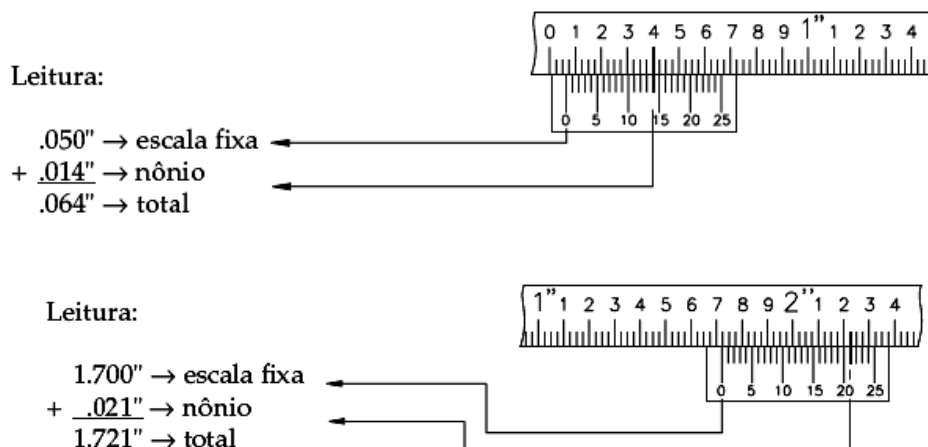 0 1 2 3 4 5 6 7 8 9 1” 1 2 3 4
0 5 10 15 20 25
Leitura:
.050" → escala fixa
+ .014" → nônio
.064" → total
1” 1 2 3 4 5 6 7 8 9 2” 1 2 3 4
0 5 10 15 20 25
Leitura:
1.700" → escala fixa
+ .021" → nônio
1.721" → total